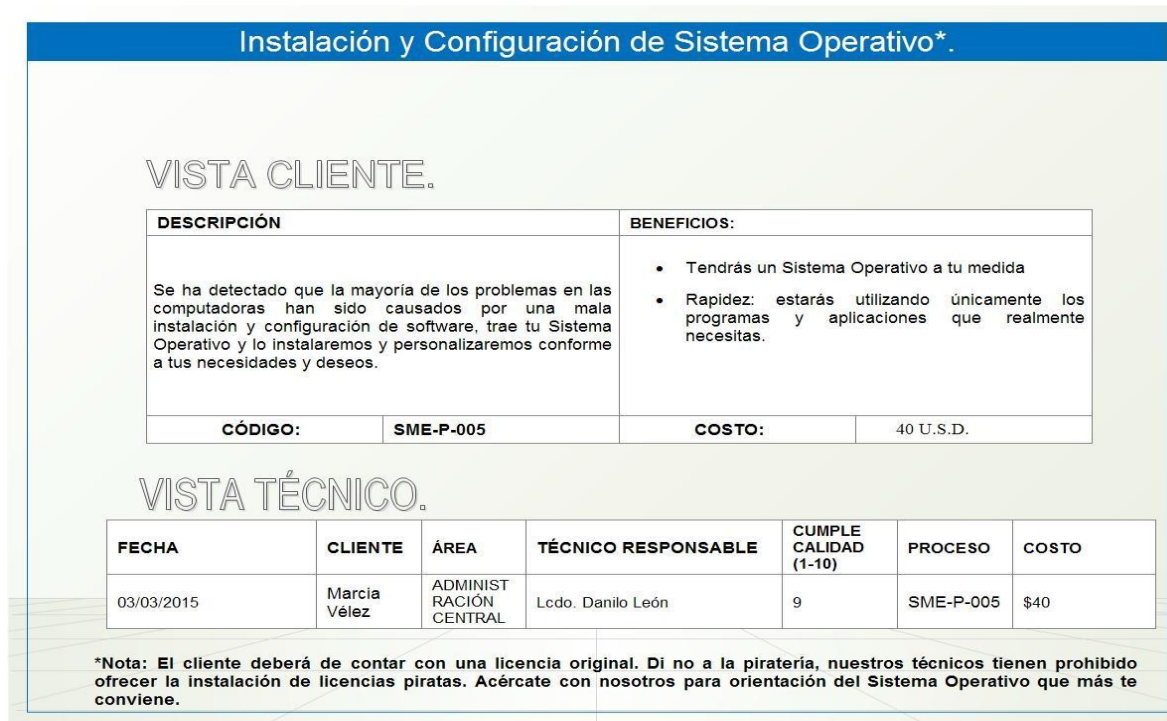 Instalación y Configuración de Sistema Operativo*.
VISTA CLIENTE.
DESCRIPCIÓN
BENEFICIOS:
Se ha detectado que la mayoría de los problemas en las
computadoras han sido causados por una mala
instalación y configuración de software, trae tu Sistema
Operativo y lo instalaremos y personalizaremos conforme
a tus necesidades y deseos.
• Tendrás un Sistema Operativo a tu medida
• Rapidez: estarás utilizando únicamente los
programas y aplicaciones que realmente
necesitas.
CÓDIGO: SME-P-005 COSTO: 40 U.S.D.
VISTA TÉCNICO.
FECHA
CLIENTE
ÁREA
TÉCNICO RESPONSABLE
CUMPLE
CALIDAD
(1-10)
PROCESO
COSTO
03/03/2015
Marcia
Vélez
ADMINIST
RACIÓN
CENTRAL
Lcdo. Danilo León
9
SME-P-005
$40
*Nota: El cliente deberá de contar con una licencia original. Di no a la piratería, nuestros técnicos tienen prohibido
ofrecer la instalación de licencias piratas. Acércate con nosotros para orientación del Sistema Operativo que más te
conviene.